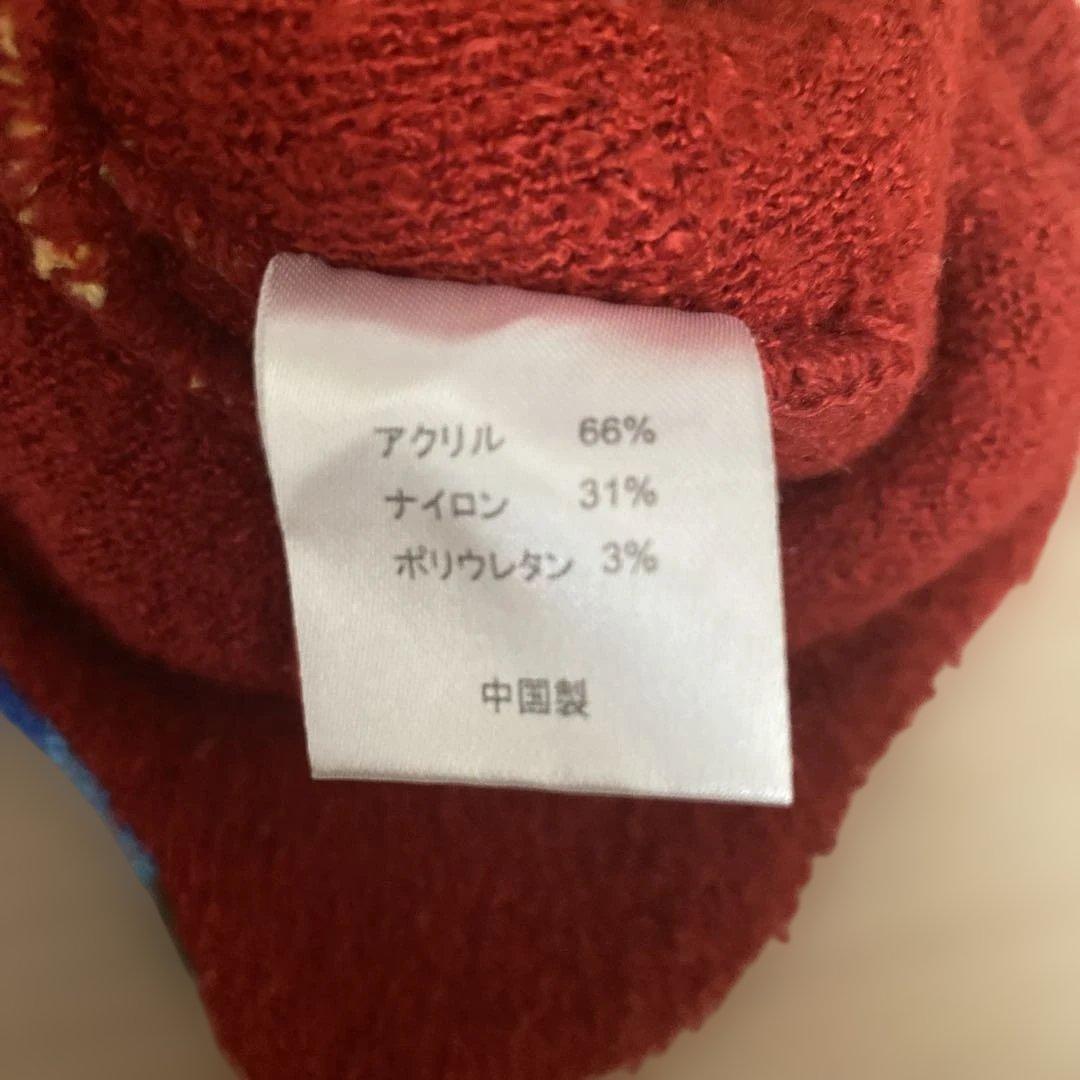 アクリル 66%
ナイロン 31%
ポリウレタン 3%
中国製